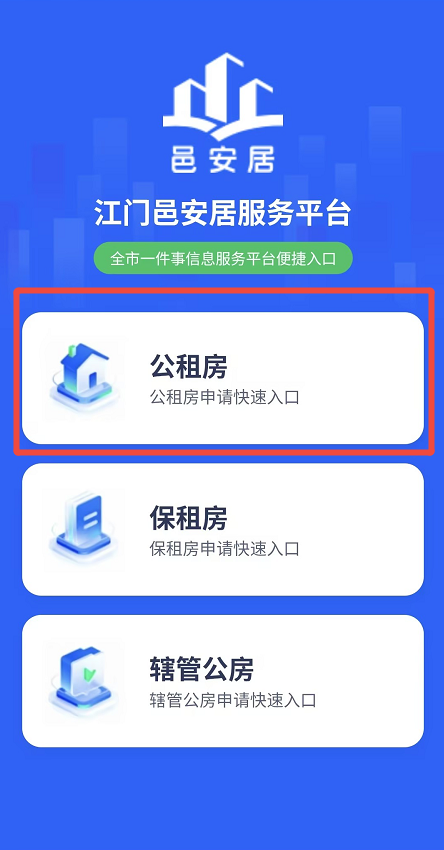 邑安居
江门邑安居服务平台
全市一件事信息服务平台便捷入口
公租房
公租房申请快速入口
保租房
保租房申请快速入口
辖管公房
辖管公房申请快速入口